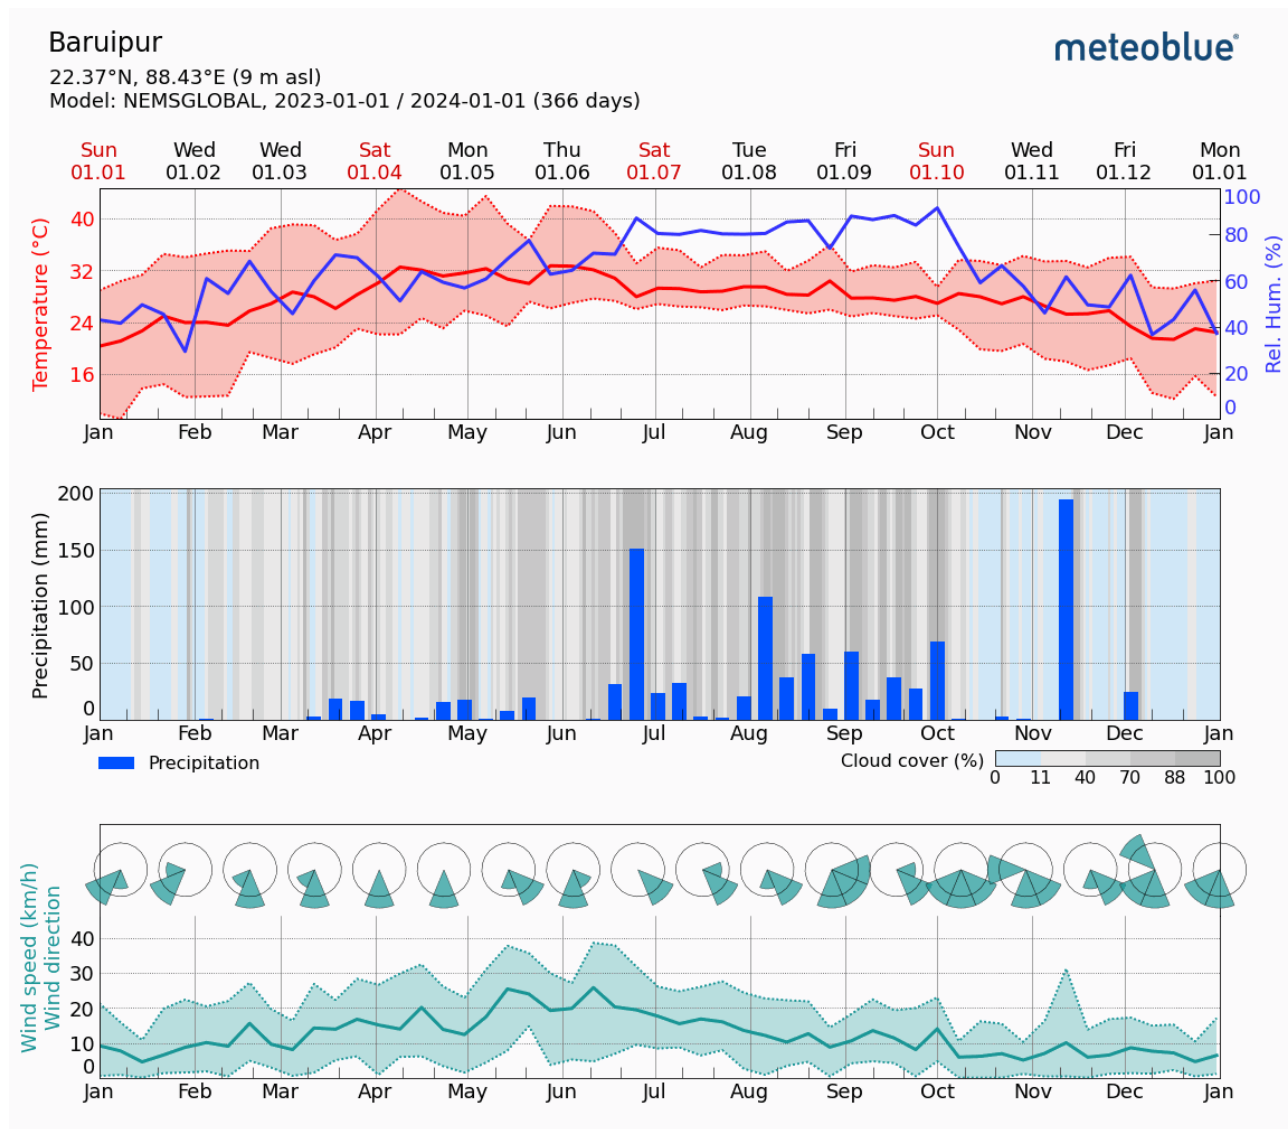 Baruipur
meteoblue
22.37°N, 88.43°E (9 m asl)
Model: NEMSGLOBAL, 2023-01-01 / 2024-01-01 (366 days)
Sun Wed Wed Sat Mon Thu Sat Tue Fri Sun Wed Fri Mon
01.01 01.02 01.03 01.04 01.05 01.06 01.07 01.08 01.09 01.10 01.11 01.12 01.01
Temperature (°C)
40
32
24
16
100
80
60
40
20
0
Rel. Hum. (%)
Jan Feb Mar Apr May Jun Jul Aug Sep Oct Nov Dec Jan
Precipitation (mm)
200
150
100
50
0
Jan Feb Mar Apr May Jun Jul Aug Sep Oct Nov Dec Jan
Precipitation
Cloud cover (%)
0 11 40 70 88 100
Wind speed (km/h)
Wind direction
40
30
20
10
0
Jan Feb Mar Apr May Jun Jul Aug Sep Oct Nov Dec Jan